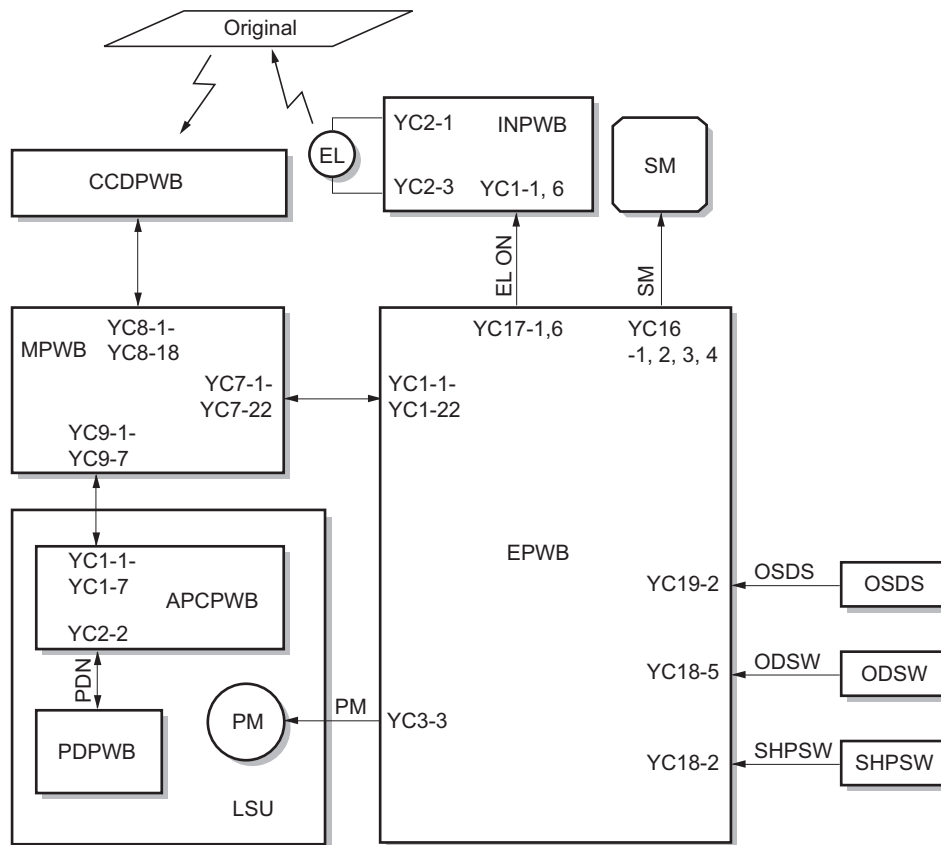 Original
YC2-1
INPWB
EL
SM
CCDPWB
YC2-3
YC1-1, 6
EL ON
SM
YC8-1-
YC8-18
MPWB
YC17-1,6
YC16
-1, 2, 3, 4
YC7-1-
YC7-22
YC1-1-
YC1-22
YC9-1-
YC9-7
EPWB
YC1-1-
YC1-7
APCPWB
YC2-2
YC19-2
OSDS
OSDS
PDN
YC18-5
ODSW
ODSW
PM
PM
YC3-3
PDPWB
YC18-2
SHPSW
SHPSW
LSU